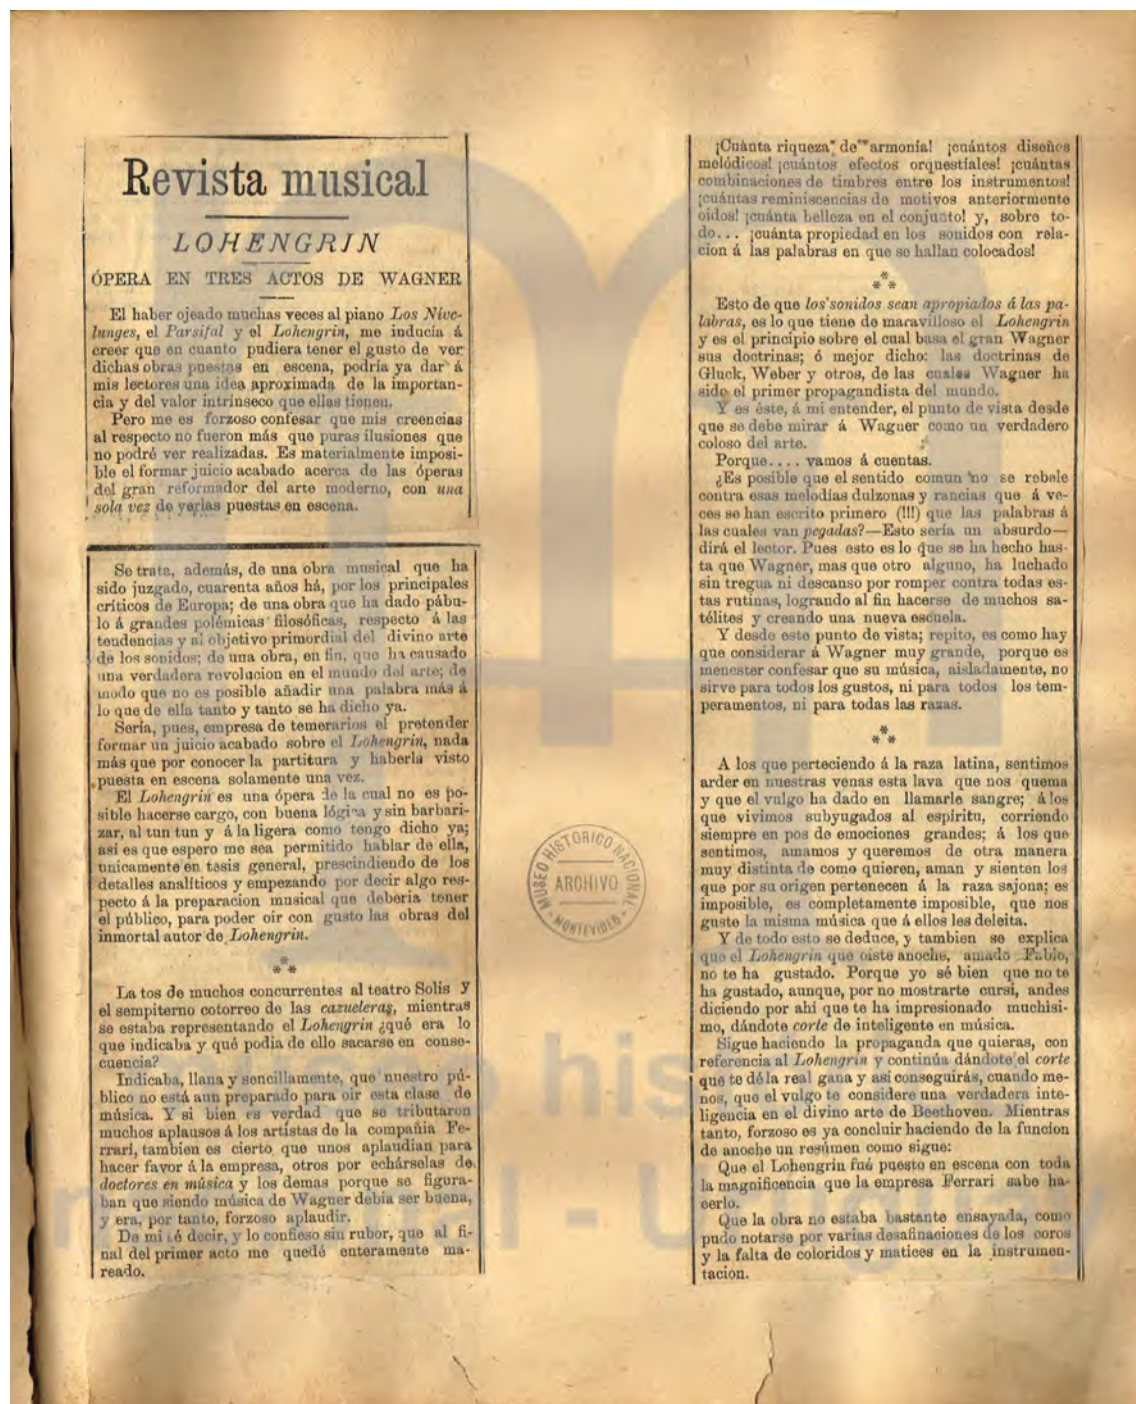 Revista musical
LOHENGRIN
ÓPERA EN TRES ACTOS DE WAGNER
El haber ojeado muchas veces al piano Los Nive-
lunges, el Parsifal y el Lohengrin, me inducía á
creer que en cuanto pudiera tener el gusto de ver
dichas obras puestas en escena, podría ya dar á
mis lectores una idea aproximada de la importan-
cia y del valor intrinseco que ellas tienen.
Pero me es forzoso confesar que mis creencias
al respecto no fueron más que puras ilusiones que
no podré ver realizadas. Es materialmente imposi-
ble el formar juicio acabado acerca de las óperas
del gran reformador del arte moderno, con una
sola vez de verlas puestas en escena.
Se trata, además, de una obra musical que ha
sido juzgado, cuarenta años há, por los principales
críticos de Europa; de una obra que ha dado pábu-
lo á grandes polémicas filosóficas, respecto á las
tendencias y al objetivo primordial del divino arte
de los sonidos; de una obra, en fin, que ha causado
una verdadera revolucion en el mundo del arte; de
modo que no es posible añadir una palabra más á
lo que de ella tanto y tanto se ha dicho ya.
Sería, pues, empresa de temerarios el pretender
formar un juicio acabado sobre el Lohengrin, nada
más que por conocer la partitura y haberla visto
puesta en escena solamente una vez.
El Lohengrin es una ópera de la cual no es po-
sible hacerse cargo, con buena lógica y sin barbari-
zar, al tun tun y á la ligera como tengo dicho ya;
así es que espero me sea permitido hablar de ella,
unicamente en tésis general, prescindiendo de los
detalles analíticos y empezando por decir algo res-
pecto á la preparacion musical que deberia tener
el público, para poder oir con gusto las obras del
inmortal autor de Lohengrin.
***
La tos de muchos concurrentes al teatro Solis y
el sempiterno cotorreo de las cazueleras, mientras
se estaba representando el Lohengrin ¿qué era lo
que indicaba y qué podia de ello sacarse en conse-
cuencia?
Indicaba, llana y sencillamente, que nuestro pú-
blico no está aun preparado para oir esta clase de
música. Y si bien es verdad que se tributaron
muchos aplausos á los artistas de la compañia Fe-
rrari, tambien es cierto que unos aplaudian para
hacer favor á la empresa, otros por echárselas de
doctores en música y los demas porque se figura-
ban que siendo música de Wagner debia ser buena,
y era, por tanto, forzoso aplaudir.
De mi sé decir, y lo confieso sin rubor, que al fi-
nal del primer acto me quedé enteramente ma-
reado.
¡Cuánta riqueza de armonía! ¡cuántos diseños
melódicos! ¡cuántos efectos orquestiales! ¡cuántas
combinaciones de timbres entre los instrumentos!
¡cuántas reminiscencias de motivos anteriormente
oidos! ¡cuánta belleza en el conjunto! y, sobre to-
do... ¡cuánta propiedad en los sonidos con rela-
cion á las palabras en que se hallan colocados!
***
Esto de que los sonidos sean apropiados á las pa-
labras, es lo que tiene de maravilloso el Lohengrin
y es el principio sobre el cual basa el gran Wagner
sus doctrinas; ó mejor dicho: las doctrinas de
Gluck, Weber y otros, de las cuales Wagner ha
sido el primer propagandista del mundo.
Y es éste, á mi entender, el punto de vista desde
que se debe mirar á Wagner como un verdadero
coloso del arte.
Porque.... vamos á cuentas.
¿Es posible que el sentido comun no se rebele
contra esas melodías dulzonas y rancias que á ve-
ces se han escrito primero (!!!) que las palabras á
las cuales van pegadas?—Esto sería un absurdo—
dirá el lector. Pues esto es lo que se ha hecho has-
ta que Wagner, mas que otro alguno, ha luchado
sin tregua ni descanso por romper contra todas es-
tas rutinas, logrando al fin hacerse de muchos sa-
télites y creando una nueva escuela.
Y desde este punto de vista; repito, es como hay
que considerar á Wagner muy grande, porque es
menester confesar que su música, aisladamente, no
sirve para todos los gustos, ni para todos los tem-
peramentos, ni para todas las razas.
***
A los que perteciendo á la raza latina, sentimos
arder en nuestras venas esta lava que nos quema
y que el vulgo ha dado en llamarle sangre; á los
que vivimos subyugados al espíritu, corriendo
siempre en pos de emociones grandes; á los que
sentimos, amamos y queremos de otra manera
muy distinta de como quieren, aman y sienten los
que por su origen pertenecen á la raza sajona; es
imposible, es completamente imposible, que nos
guste la misma música que á ellos les deleita.
Y de todo esto se deduce, y tambien se explica
que el Lohengrin que oiste anoche, amado Fabio,
no te ha gustado. Porque yo sé bien que no te
ha gustado, aunque, por no mostrarte cursi, andes
diciendo por ahi que te ha impresionado muchisi-
mo, dándote corte de inteligente en música.
Sigue haciendo la propaganda que quieras, con
referencia al Lohengrin y continúa dándote el corte
que te dé la real gana y asi conseguirás, cuando me-
nos, que el vulgo te considere una verdadera inte-
ligencia en el divino arte de Beethoven. Mientras
tanto, forzoso es ya concluir haciendo de la funcion
de anoche un resúmen como sigue:
Que el Lohengrin fué puesto en escena con toda
la magnificencia que la empresa Ferrari sabe ha-
cerlo.
Que la obra no estaba bastante ensayada, como
pudo notarse por varias desafinaciones de los coros
y la falta de coloridos y matices en la instrumen-
tacion.
MUSEO HISTORICO NACIONAL
ARCHIVO
MONTEVIDEO